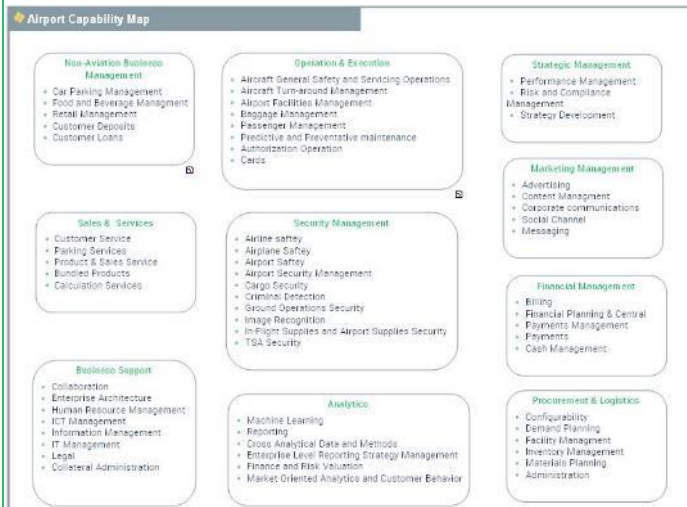 Airport Capability Map
Non-Aviation Business
Management
Car Parking Management
Food and Beverage Managment
Retail Management
Customer Deposits
Customer Loans
Operation & Execution
Aircraft General Safety and Servicing Operations
Aircraft Turn-around Management
Airport Facilities Management
Baggage Management
Passenger Management
Predictive and Preventative maintenance
Authorization Operation
Cards
Strategic Management
Performance Management
Risk and Compliance
Management
Strategy Development
Marketing Management
Advertising
Content Managment
Corporate communications
Social Channel
Messaging
Sales & Services
Customer Service
Parking Services
Product & Sales Service
Bundled Products
Calculation Services
Security Management
Airline saftey
Airplane Saftey
Airport Saftey
Airport Security Management
Cargo Security
Criminal Detection
Ground Operations Security
Image Recognition
In-Flight Supplies and Airport Supplies Security
TSA Security
Financial Management
Billing
Financial Planning & Central
Payments Management
Payments
Cash Management
Business Support
Collaboration
Enterprise Architecture
Human Resource Management
ICT Management
Information Management
IT Management
Legal
Collateral Administration
Analytics
Machine Learning
Reporting
Cross Analytical Data and Methods
Enterprise Level Reporting Strategy Management
Finance and Risk Valuation
Market Oriented Analytics and Customer Behavior
Procurement & Logistics
Configurability
Demand Planning
Facility Managment
Inventory Management
Materials Planning
Administration